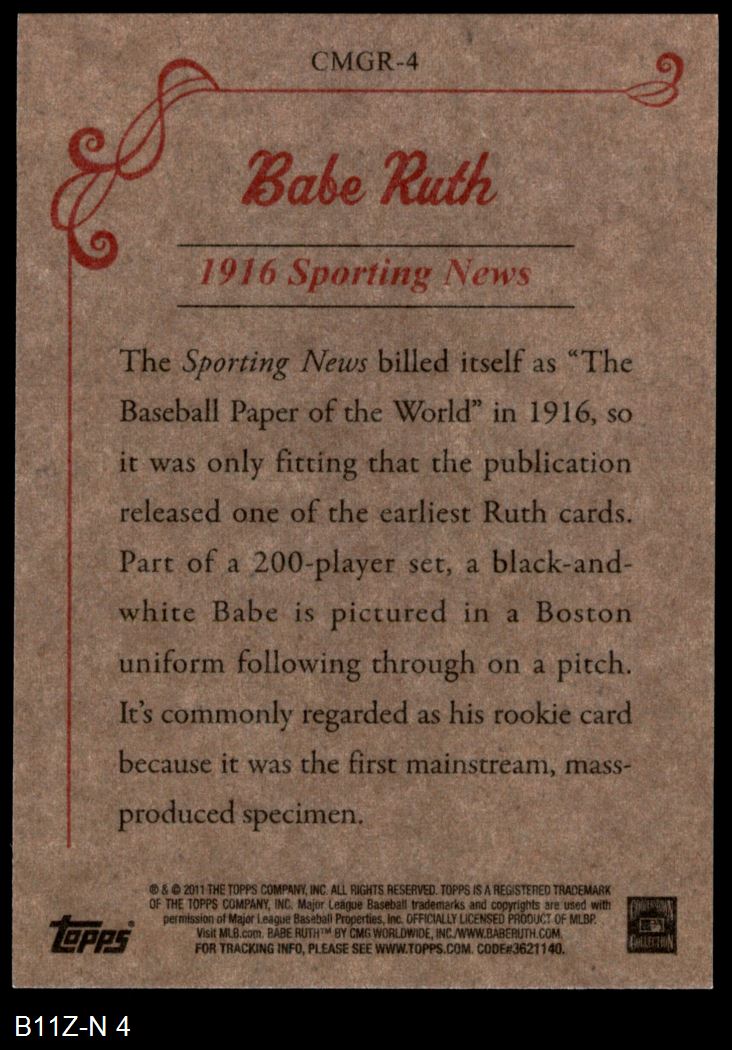 CMGR-4
Babe Ruth
1916 Sporting News
The Sporting News billed itself as “The
Baseball Paper of the World” in 1916, so
it was only fitting that the publication
released one of the earliest Ruth cards.
Part of a 200-player set, a black-and-
white Babe is pictured in a Boston
uniform following through on a pitch.
It’s commonly regarded as his rookie card
because it was the first mainstream, mass-
produced specimen.
® & © 2011 THE TOPPS COMPANY, INC. ALL RIGHTS RESERVED. TOPPS IS A REGISTERED TRADEMARK
OF THE TOPPS COMPANY, INC. Major League Baseball trademarks and copyrights are used with
permission of Major League Baseball Properties, Inc. OFFICIALLY LICENSED PRODUCT OF MLBP.
Visit MLB.com. BABE RUTH™ BY CMG WORLDWIDE, INC./WWW.BABERUTH.COM.
FOR TRACKING INFO, PLEASE SEE WWW.TOPPS.COM. CODE#3621140.
Topps®
COLLECTION
B11Z-N 4